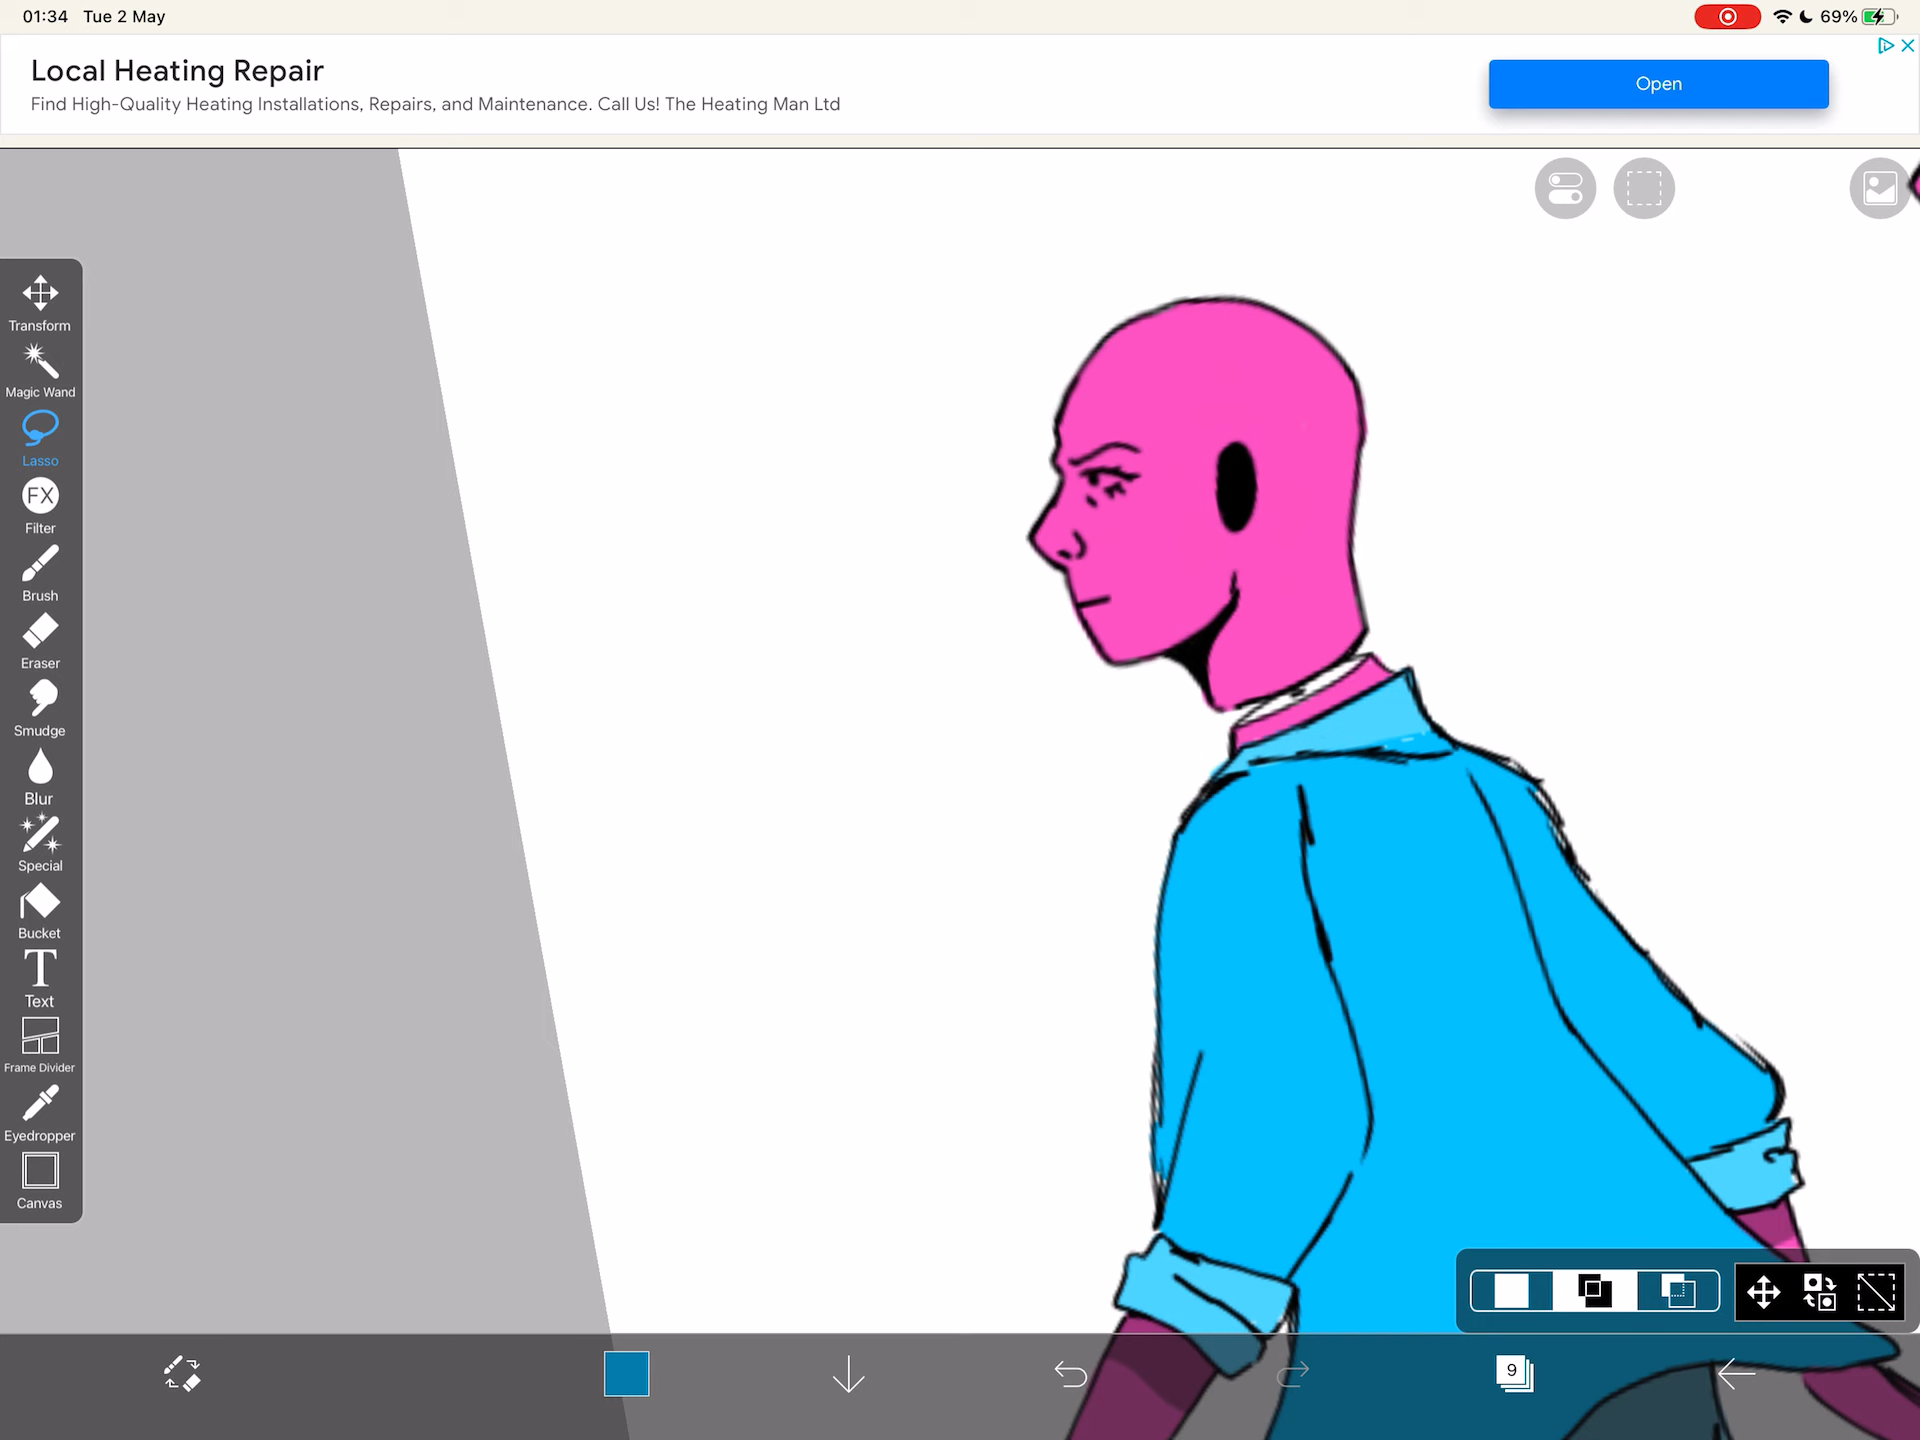 01:34 Tue 2 May
69%
Local Heating Repair
Find High-Quality Heating Installations, Repairs, and Maintenance. Call Us! The Heating Man Ltd
Open
Transform
Magic Wand
Lasso
FX
Filter
Brush
Eraser
Smudge
Blur
Special
Bucket
T
Text
Frame Divider
Eyedropper
Canvas
9